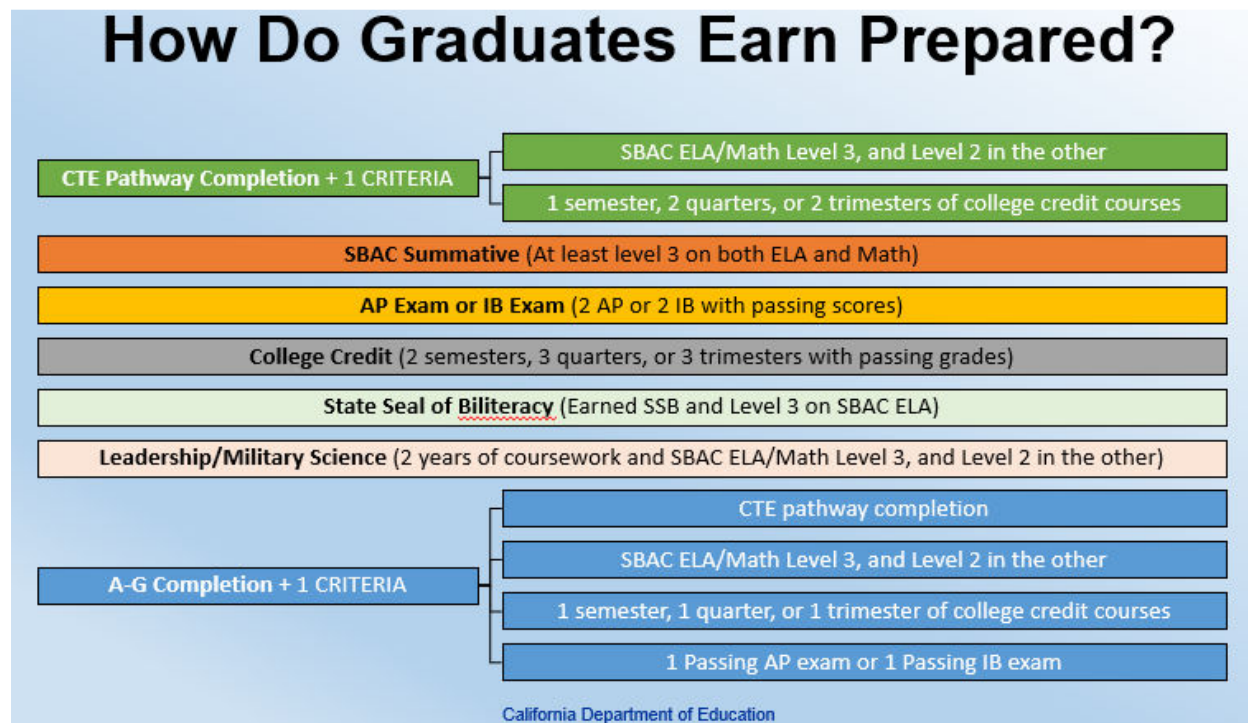 How Do Graduates Earn Prepared?
CTE Pathway Completion + 1 CRITERIA
SBAC ELA/Math Level 3, and Level 2 in the other
1 semester, 2 quarters, or 2 trimesters of college credit courses
SBAC Summative (At least level 3 on both ELA and Math)
AP Exam or IB Exam (2 AP or 2 IB with passing scores)
College Credit (2 semesters, 3 quarters, or 3 trimesters with passing grades)
State Seal of Biliteracy (Earned SSB and Level 3 on SBAC ELA)
Leadership/Military Science (2 years of coursework and SBAC ELA/Math Level 3, and Level 2 in the other)
A-G Completion + 1 CRITERIA
CTE pathway completion
SBAC ELA/Math Level 3, and Level 2 in the other
1 semester, 1 quarter, or 1 trimester of college credit courses
1 Passing AP exam or 1 Passing IB exam
California Department of Education